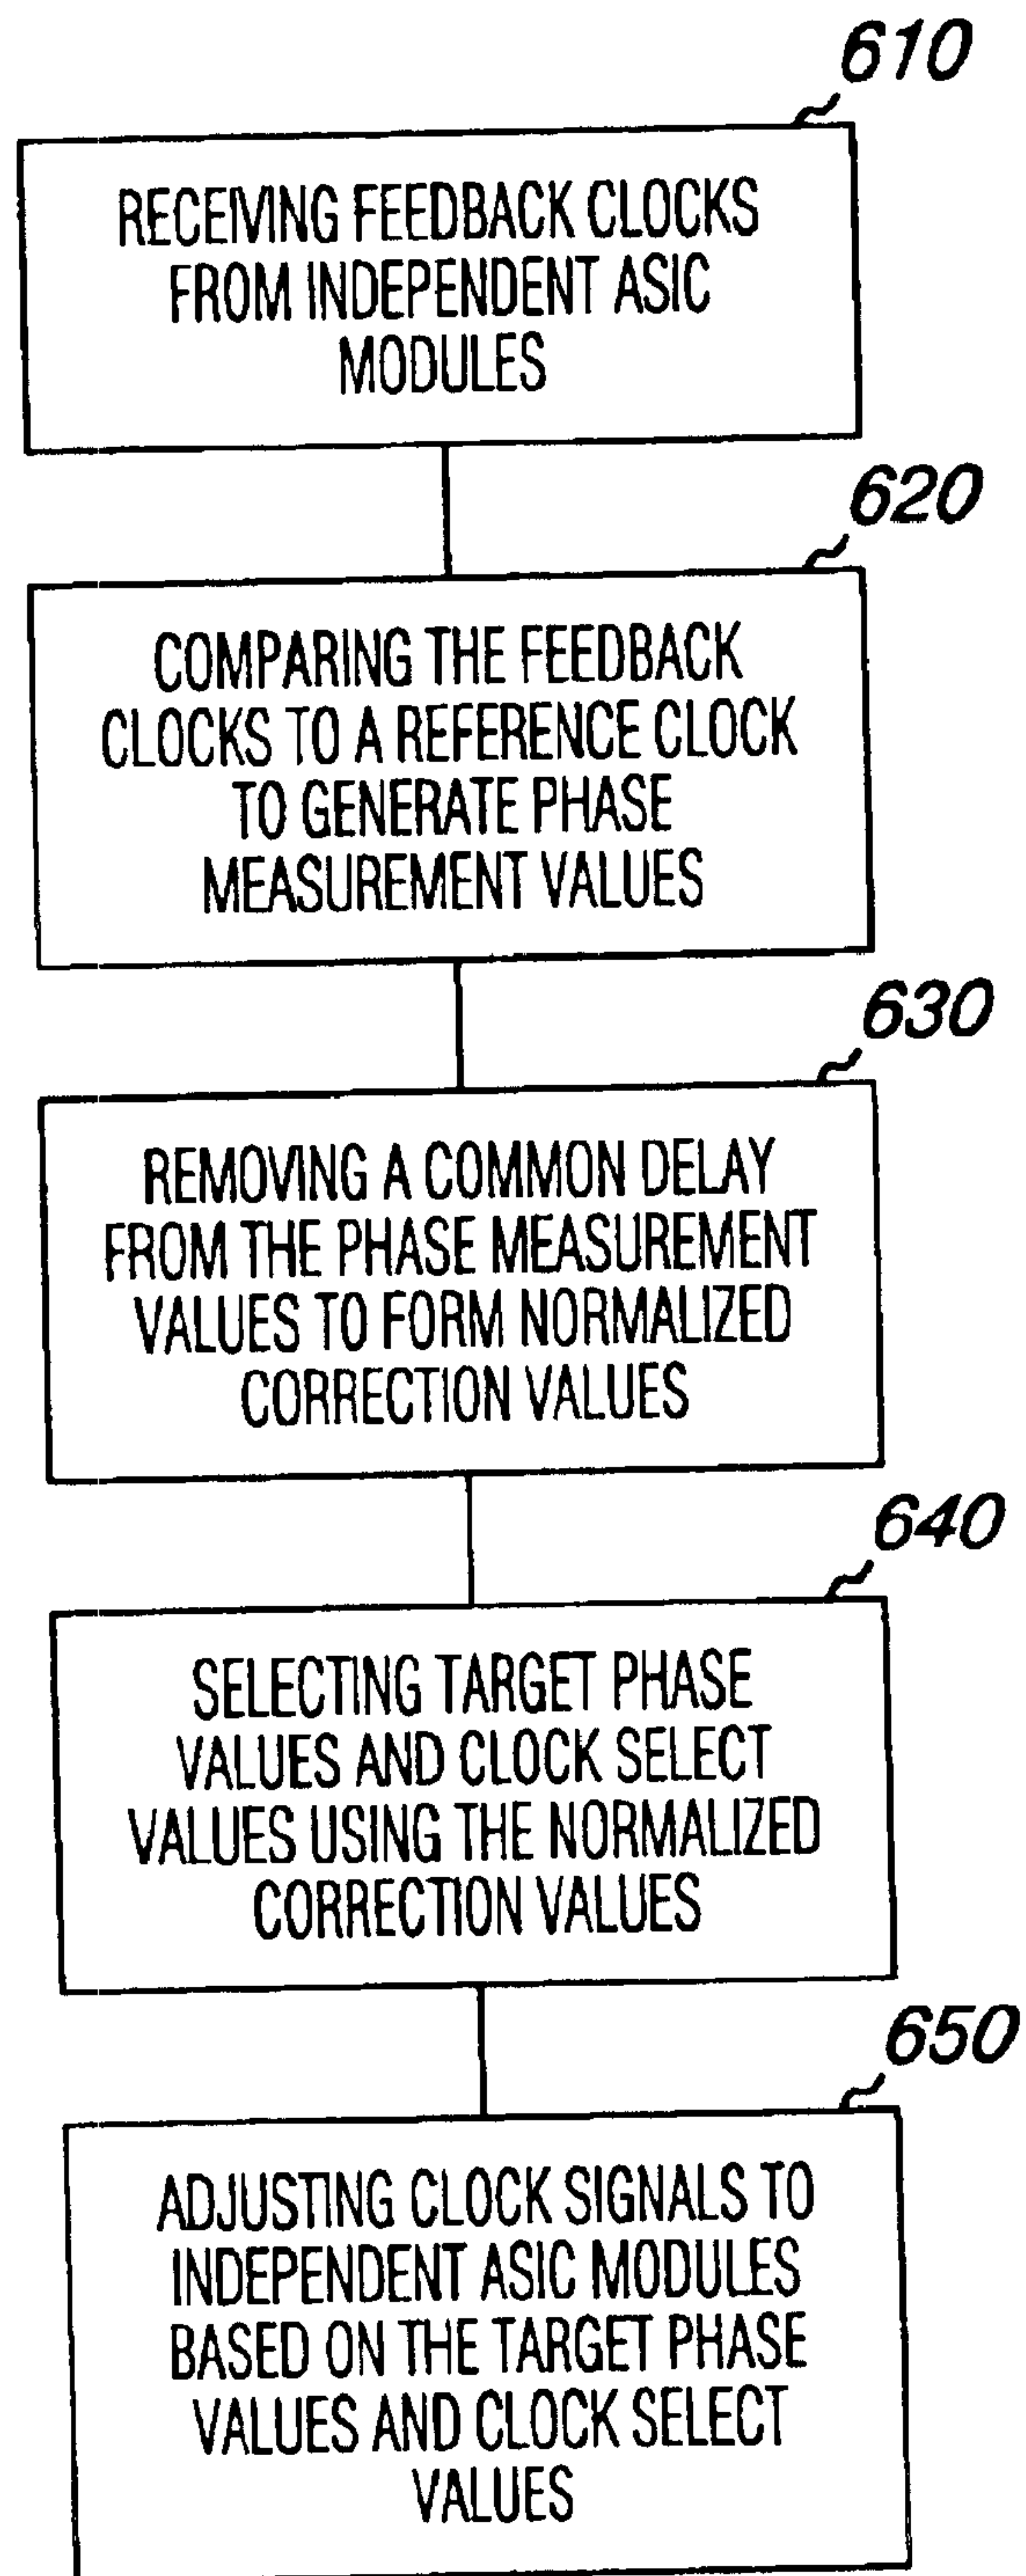 610
RECEIVING FEEDBACK CLOCKS
FROM INDEPENDENT ASIC
MODULES
620
COMPARING THE FEEDBACK
CLOCKS TO A REFERENCE CLOCK
TO GENERATE PHASE
MEASUREMENT VALUES
630
REMOVING A COMMON DELAY
FROM THE PHASE MEASUREMENT
VALUES TO FORM NORMALIZED
CORRECTION VALUES
640
SELECTING TARGET PHASE
VALUES AND CLOCK SELECT
VALUES USING THE NORMALIZED
CORRECTION VALUES
650
ADJUSTING CLOCK SIGNALS TO
INDEPENDENT ASIC MODULES
BASED ON THE TARGET PHASE
VALUES AND CLOCK SELECT
VALUES